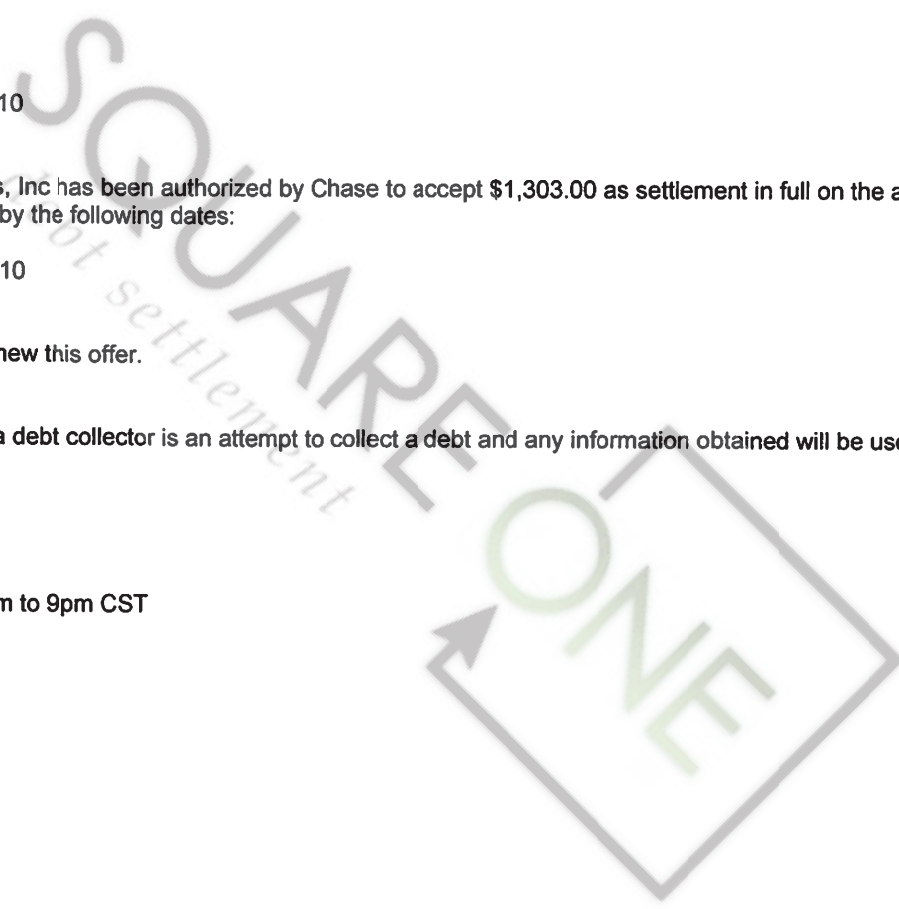 10
s, Inc has been authorized by Chase to accept $1,303.00 as settlement in full on the a
by the following dates:
10
new this offer.
a debt collector is an attempt to collect a debt and any information obtained will be use
m to 9pm CST
SQUARE ONE
debt settlement